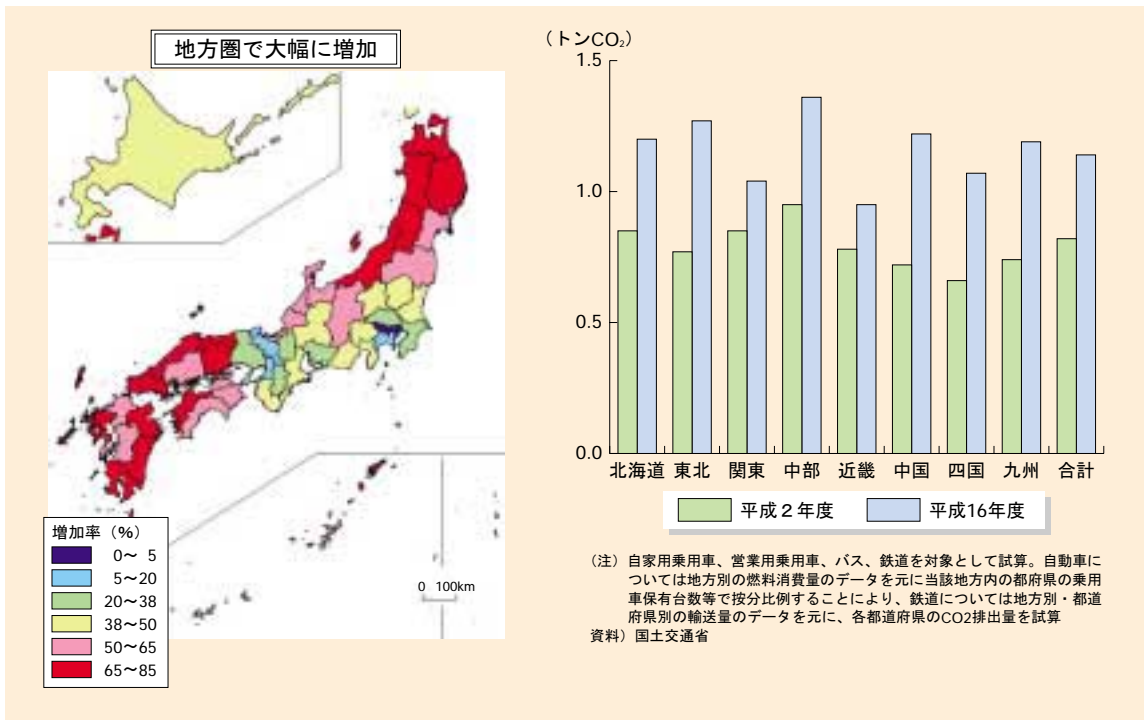 地方圏で大幅に増加
増加率（%）
0～ 5
5～20
20～38
38～50
50～65
65～85
0 100km
（トンCO₂）
1.5
1.0
0.5
0.0
北海道 東北 関東 中部 近畿 中国 四国 九州 合計
平成２年度 平成16年度
（注）自家用乗用車、営業用乗用車、バス、鉄道を対象として試算。自動車に
ついては地方別の燃料消費量のデータを元に当該地方内の都府県の乗用
車保有台数等で按分比例することにより、鉄道については地方別・都道
府県別の輸送量のデータを元に、各都道府県のCO2排出量を試算
資料）国土交通省